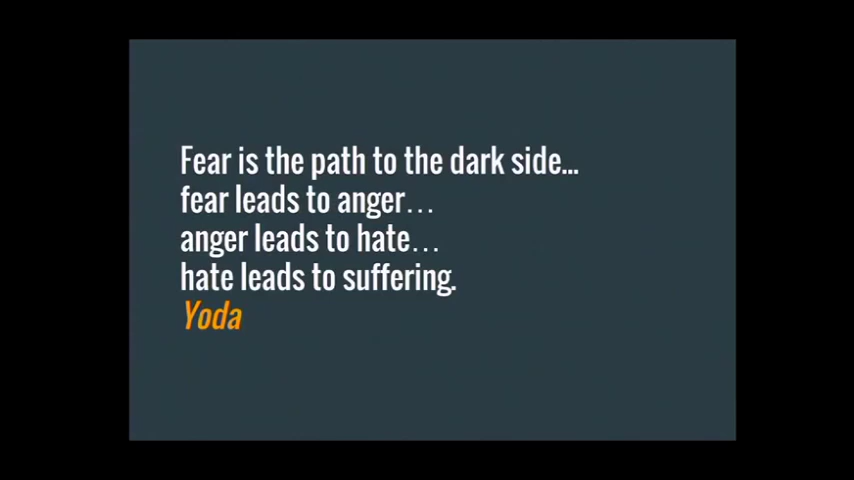 Fear is the path to the dark side...
fear leads to anger…
anger leads to hate…
hate leads to suffering.
Yoda